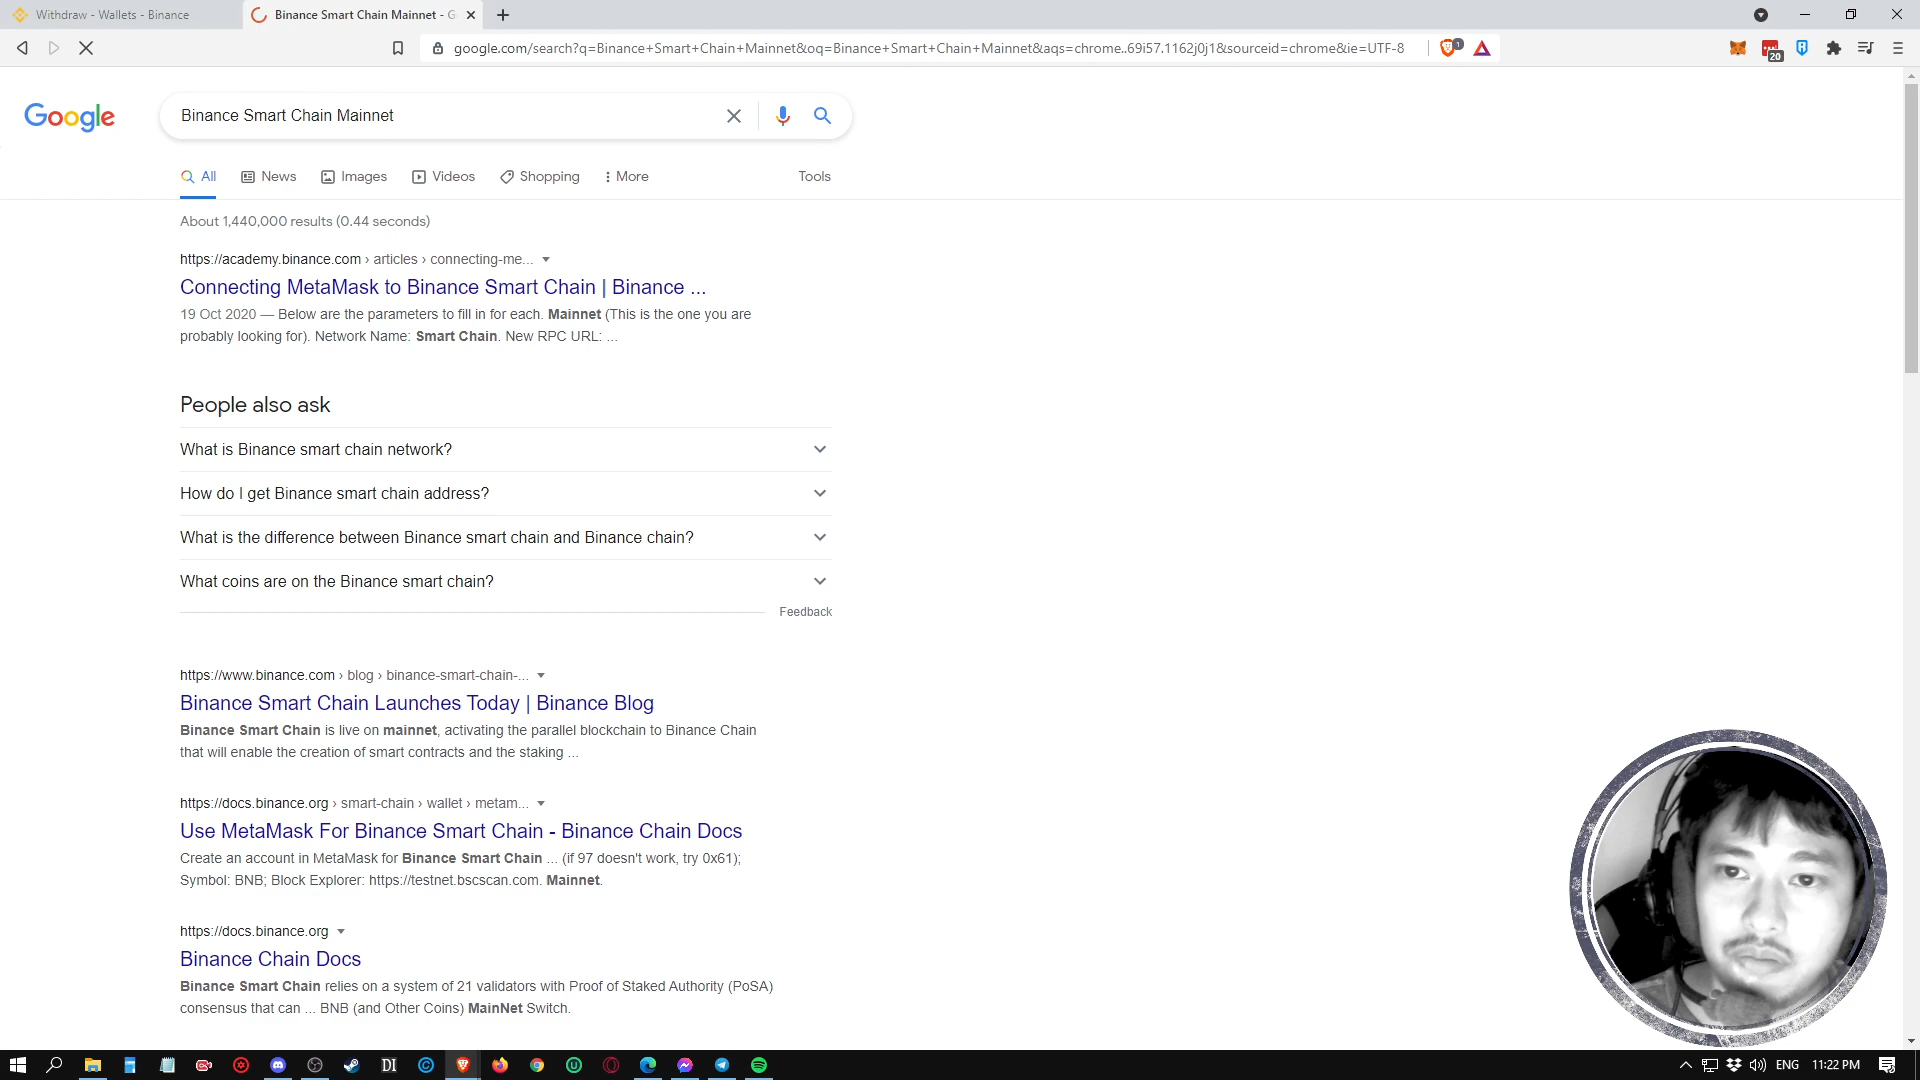 Withdraw - Wallets - Binance
Binance Smart Chain Mainnet - G
google.com/search?q=Binance+Smart+Chain+Mainnet&oq=Binance+Smart+Chain+Mainnet&aqs=chrome..69i57.1162j0j1&sourceid=chrome&ie=UTF-8
1
20
Google
Binance Smart Chain Mainnet
All
News
Images
Videos
Shopping
More
Tools
About 1,440,000 results (0.44 seconds)
https://academy.binance.com › articles › connecting-me...
Connecting MetaMask to Binance Smart Chain | Binance ...
19 Oct 2020 — Below are the parameters to fill in for each. Mainnet (This is the one you are
probably looking for). Network Name: Smart Chain. New RPC URL: ...
People also ask
What is Binance smart chain network?
How do I get Binance smart chain address?
What is the difference between Binance smart chain and Binance chain?
What coins are on the Binance smart chain?
Feedback
https://www.binance.com › blog › binance-smart-chain-...
Binance Smart Chain Launches Today | Binance Blog
Binance Smart Chain is live on mainnet, activating the parallel blockchain to Binance Chain
that will enable the creation of smart contracts and the staking ...
https://docs.binance.org › smart-chain › wallet › metam...
Use MetaMask For Binance Smart Chain - Binance Chain Docs
Create an account in MetaMask for Binance Smart Chain ... (if 97 doesn't work, try 0x61);
Symbol: BNB; Block Explorer: https://testnet.bscscan.com. Mainnet.
https://docs.binance.org
Binance Chain Docs
Binance Smart Chain relies on a system of 21 validators with Proof of Staked Authority (PoSA)
consensus that can ... BNB (and Other Coins) MainNet Switch.
DI
ENG
11:22 PM